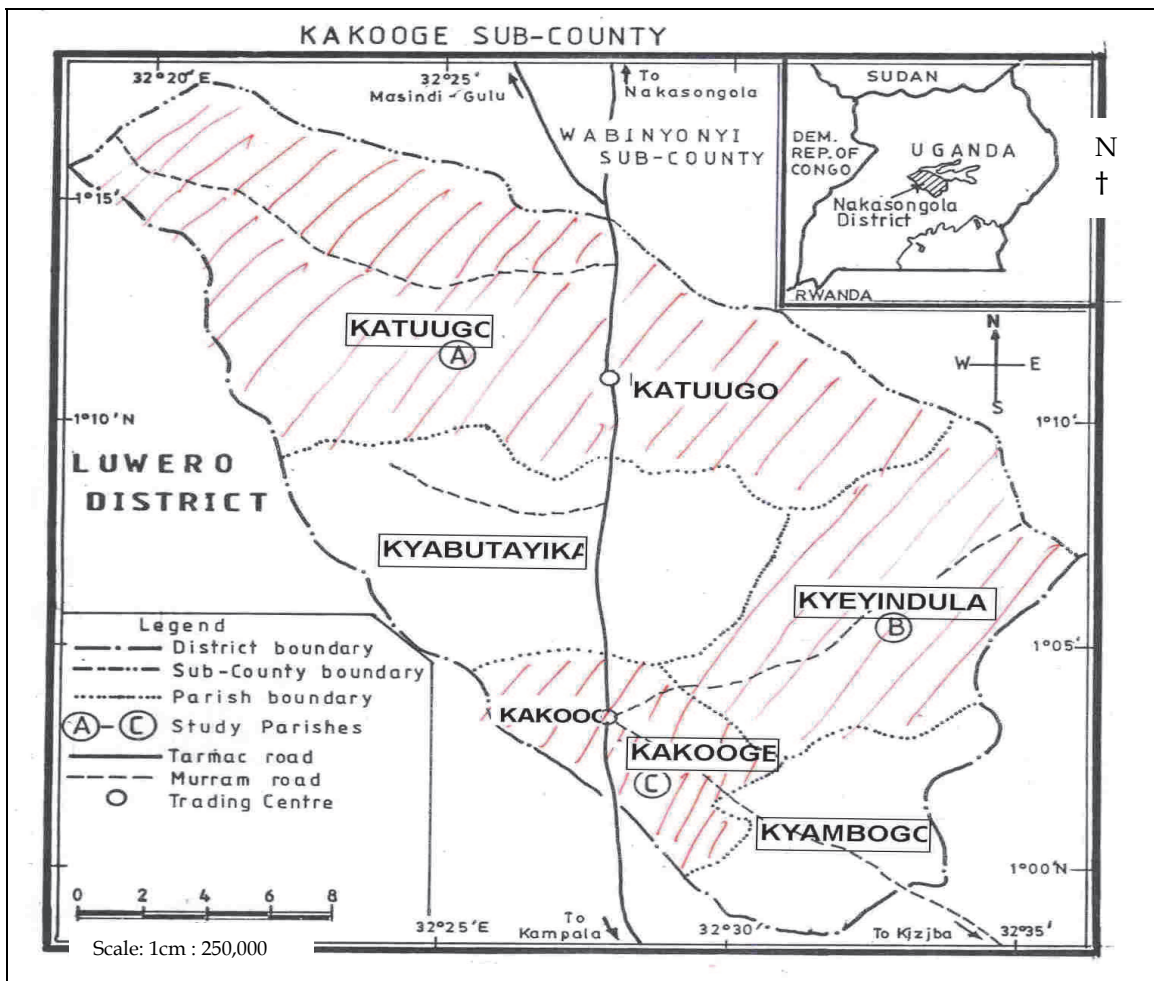 KAKOOGE SUB-COUNTY
32°20' E
32°25'
Masindi-Gulu
To
Nakasongola
WABINYONYI
SUB-COUNTY
SUDAN
DEM.
REP. OF
CONGO
UGANDA
Nakasongola
District
RWANDA
N
N
W
E
S
1°15'
KATUUGO
A
KATUUGO
1°10' N
1°10'
LUWERO
DISTRICT
KYABUTAYIKA
KYEYINDULA
B
1°05'
Legend
District boundary
Sub-County boundary
Parish boundary
A-C Study Parishes
Tarmac road
Murram road
Trading Centre
KAKOOG
KAKOOGE
C
KYAMBOGO
1°00'N
0 2 4 6 8
Scale: 1cm : 250,000
32°25'E
To
Kampala
32°30'
To Kjzjba
32°35'